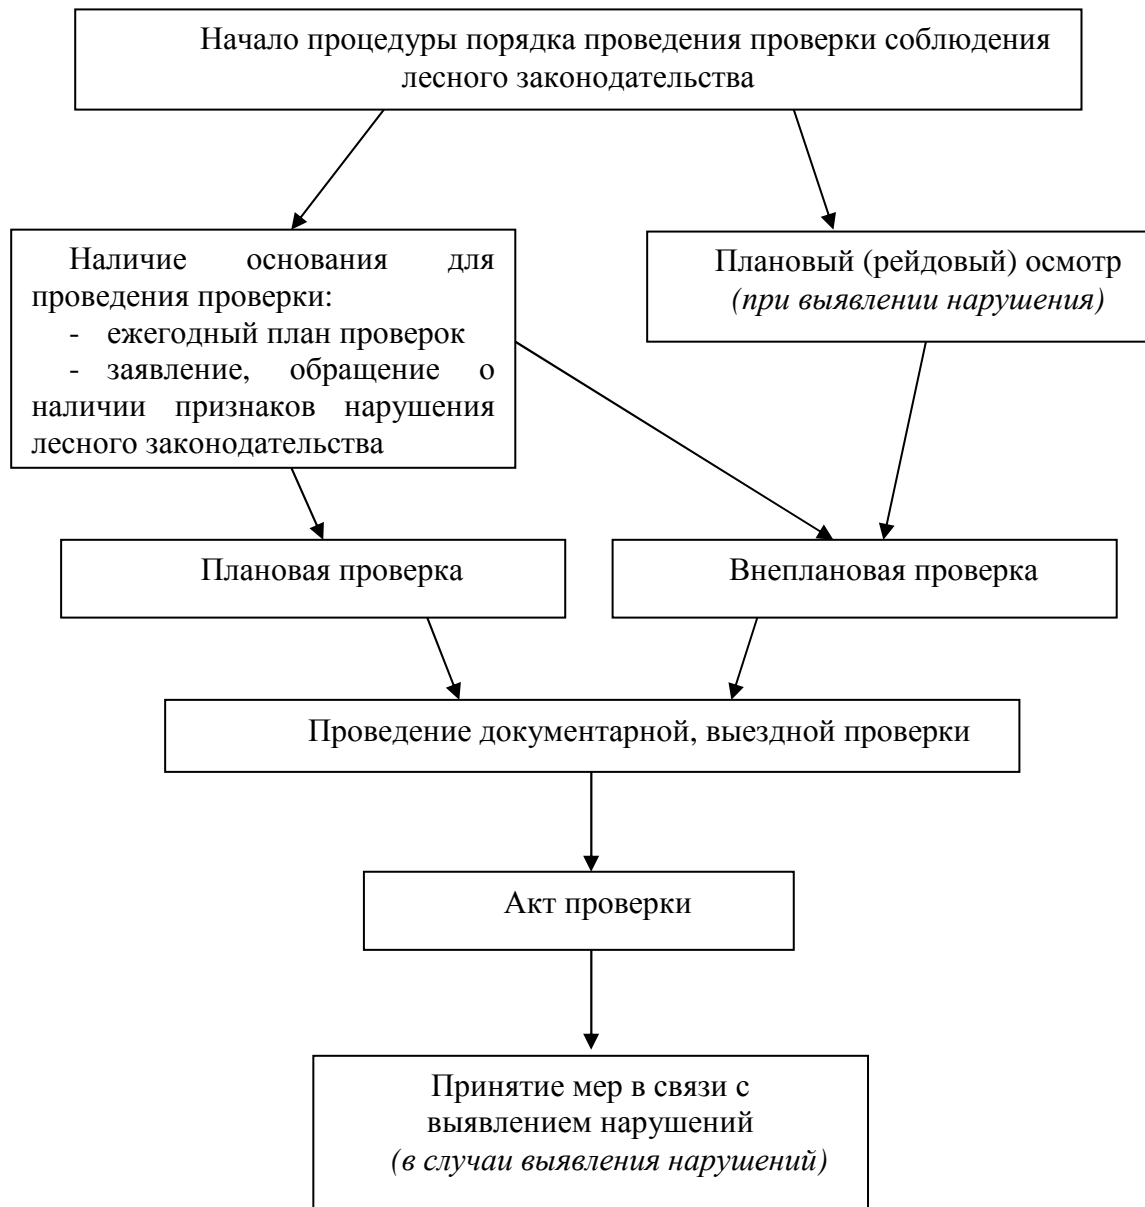 Начало процедуры порядка проведения проверки соблюдения
лесного законодательства
Наличие основания для
проведения проверки:
- ежегодный план проверок
- заявление, обращение о
наличии признаков нарушения
лесного законодательства
Плановый (рейдовый) осмотр
(при выявлении нарушения)
Плановая проверка
Внеплановая проверка
Проведение документарной, выездной проверки
Акт проверки
Принятие мер в связи с
выявлением нарушений
(в случаи выявления нарушений)